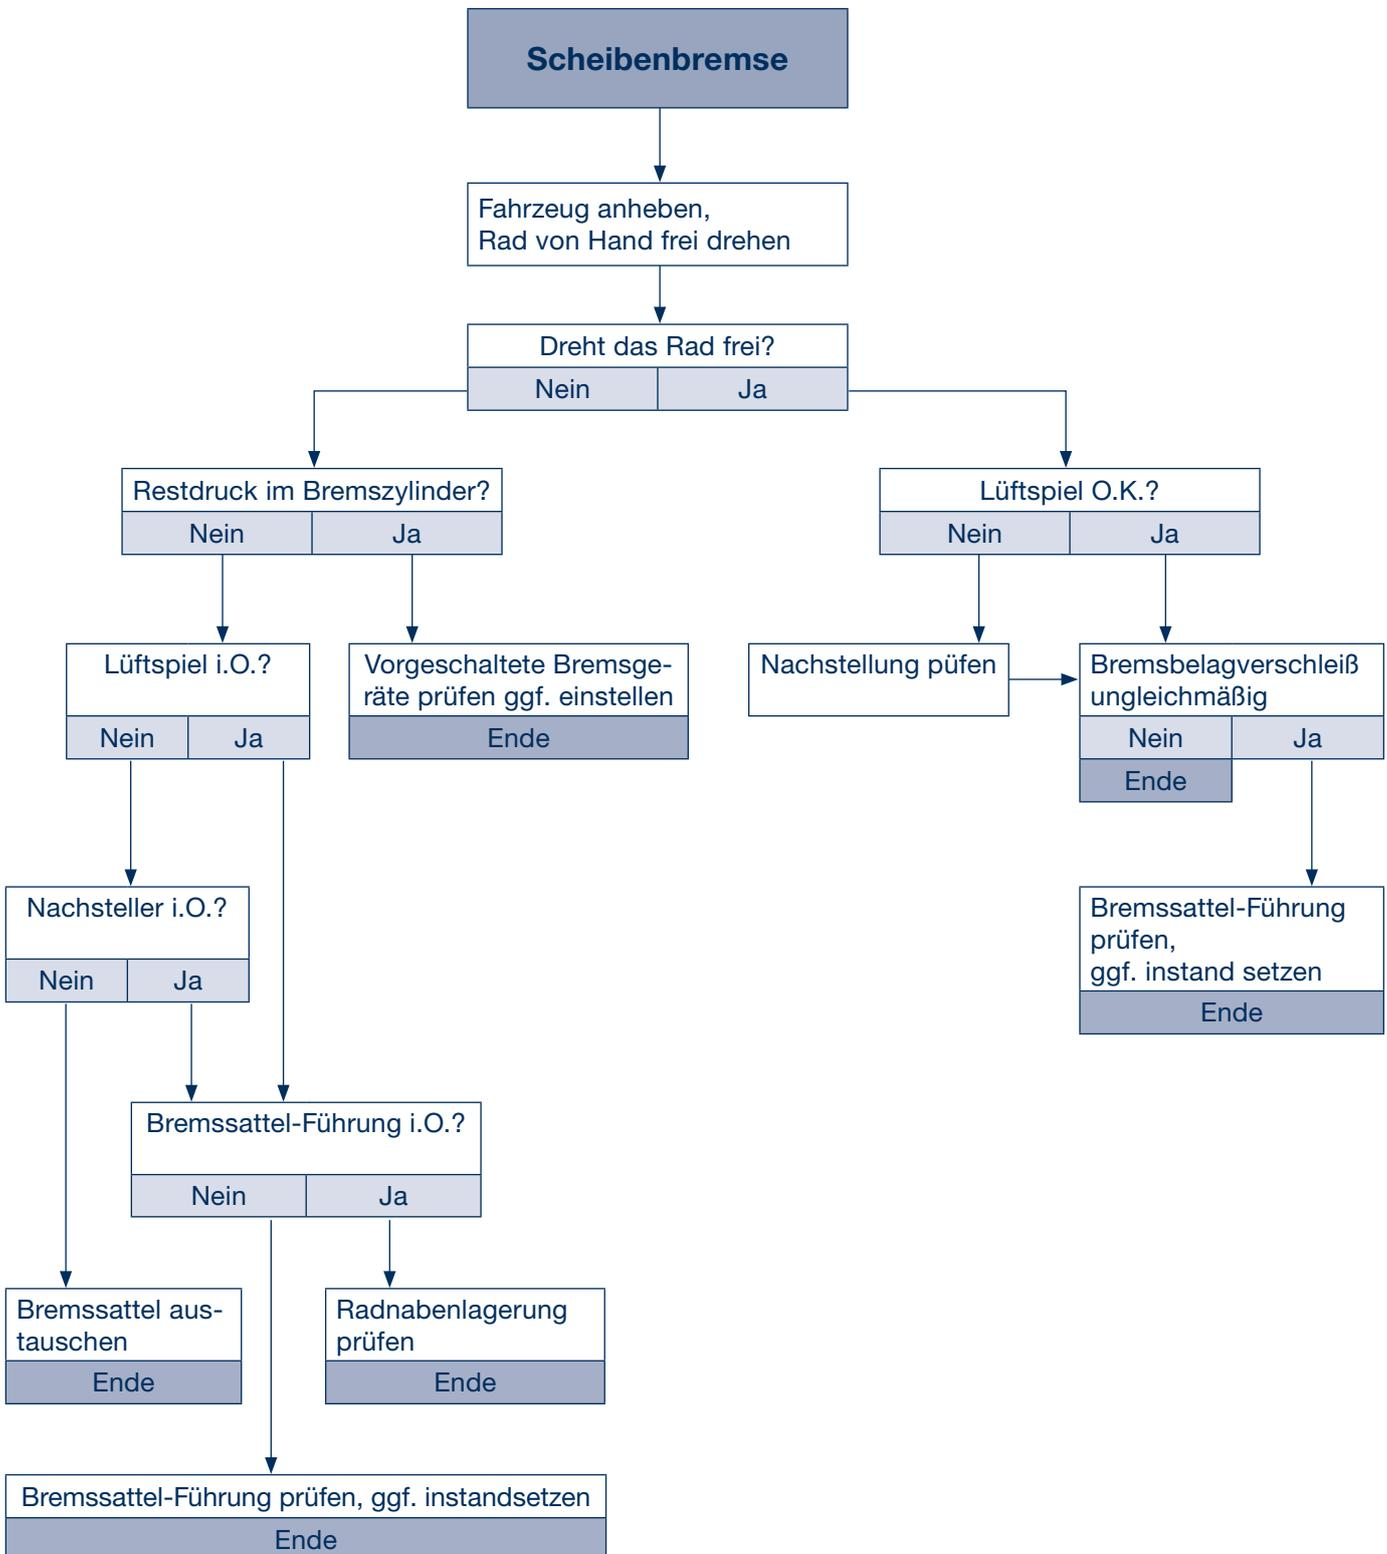 Scheibenbremse
Fahrzeug anheben,
Rad von Hand frei drehen
Dreht das Rad frei?
Nein
Ja
Restdruck im Bremszylinder?
Nein
Ja
Lüftspiel O.K.?
Nein
Ja
Lüftspiel i.O.?
Nein
Ja
Vorgeschaltete Bremsge-
räte prüfen ggf. einstellen
Ende
Nachstellung püfen
Bremsbelagverschleiß
ungleichmäßig
Nein
Ja
Ende
Nachsteller i.O.?
Nein
Ja
Bremssattel-Führung
prüfen,
ggf. instand setzen
Ende
Bremssattel-Führung i.O.?
Nein
Ja
Bremssattel aus-
tauschen
Ende
Radnabenlagerung
prüfen
Ende
Bremssattel-Führung prüfen, ggf. instandsetzen
Ende